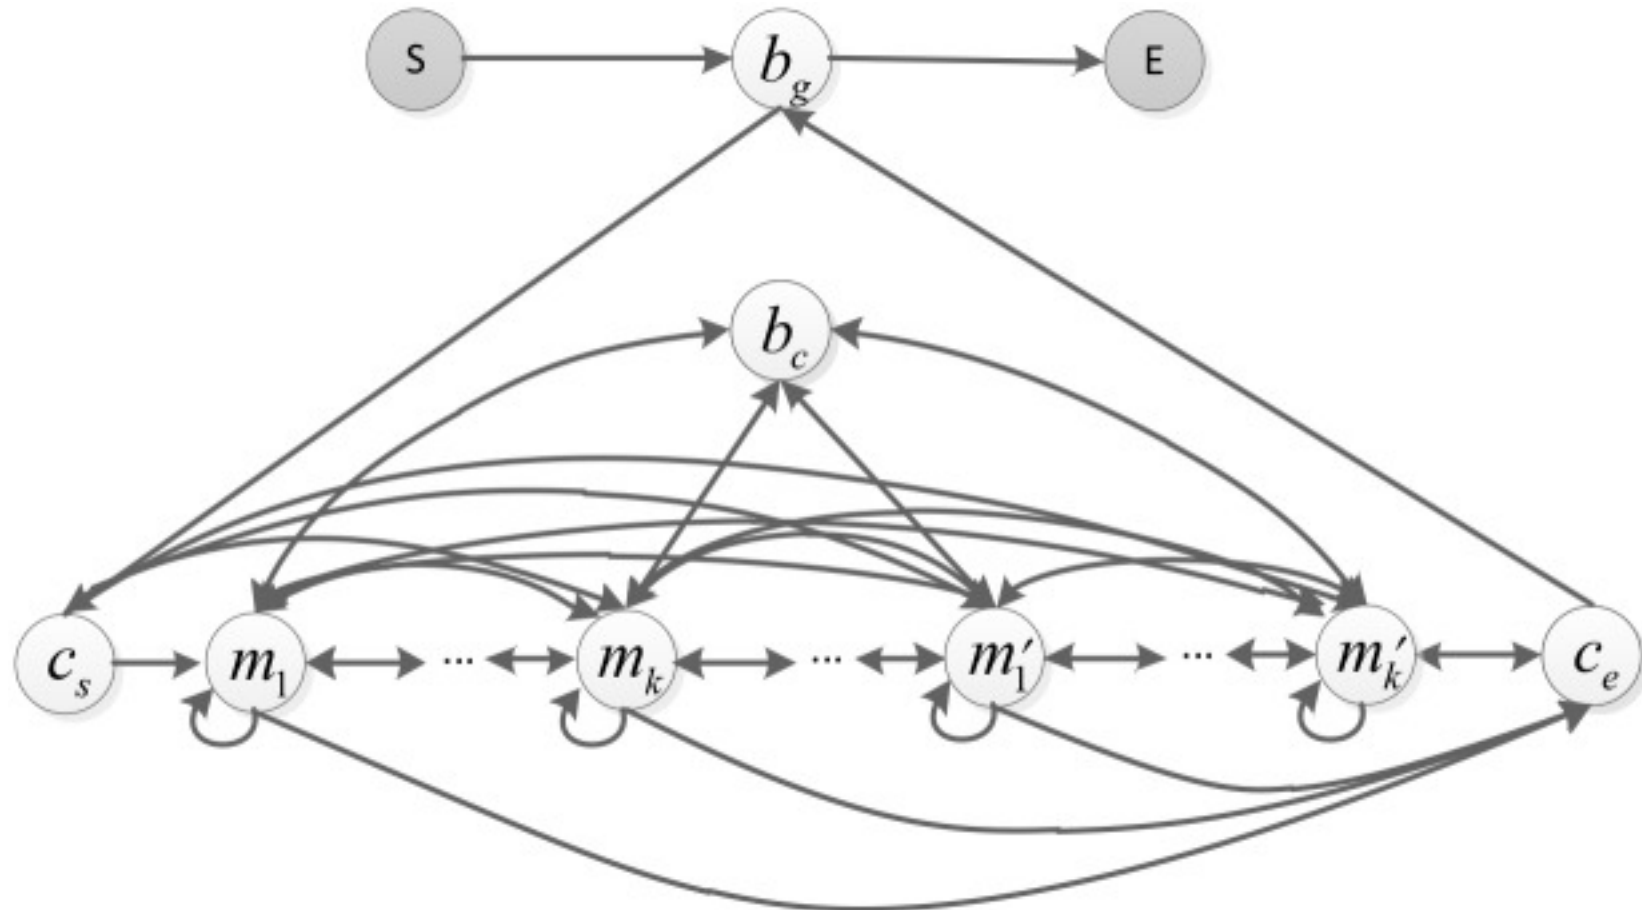 S b_g E
b_c
c_s m_1 ... m_k ... m′_1 ... m′_k c_e